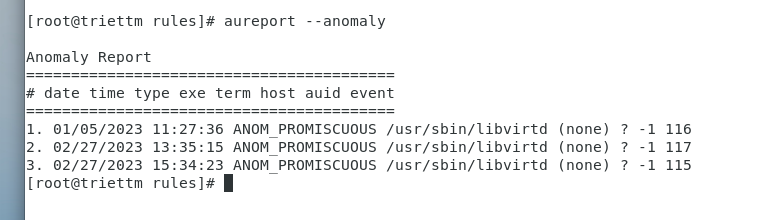 [root@triettm rules]# aureport --anomaly
Anomaly Report
=========================================
# date time type exe term host auid event
=========================================
1. 01/05/2023 11:27:36 ANOM_PROMISCUOUS /usr/sbin/libvirtd (none) ? -1 116
2. 02/27/2023 13:35:15 ANOM_PROMISCUOUS /usr/sbin/libvirtd (none) ? -1 117
3. 02/27/2023 15:34:23 ANOM_PROMISCUOUS /usr/sbin/libvirtd (none) ? -1 115
[root@triettm rules]#